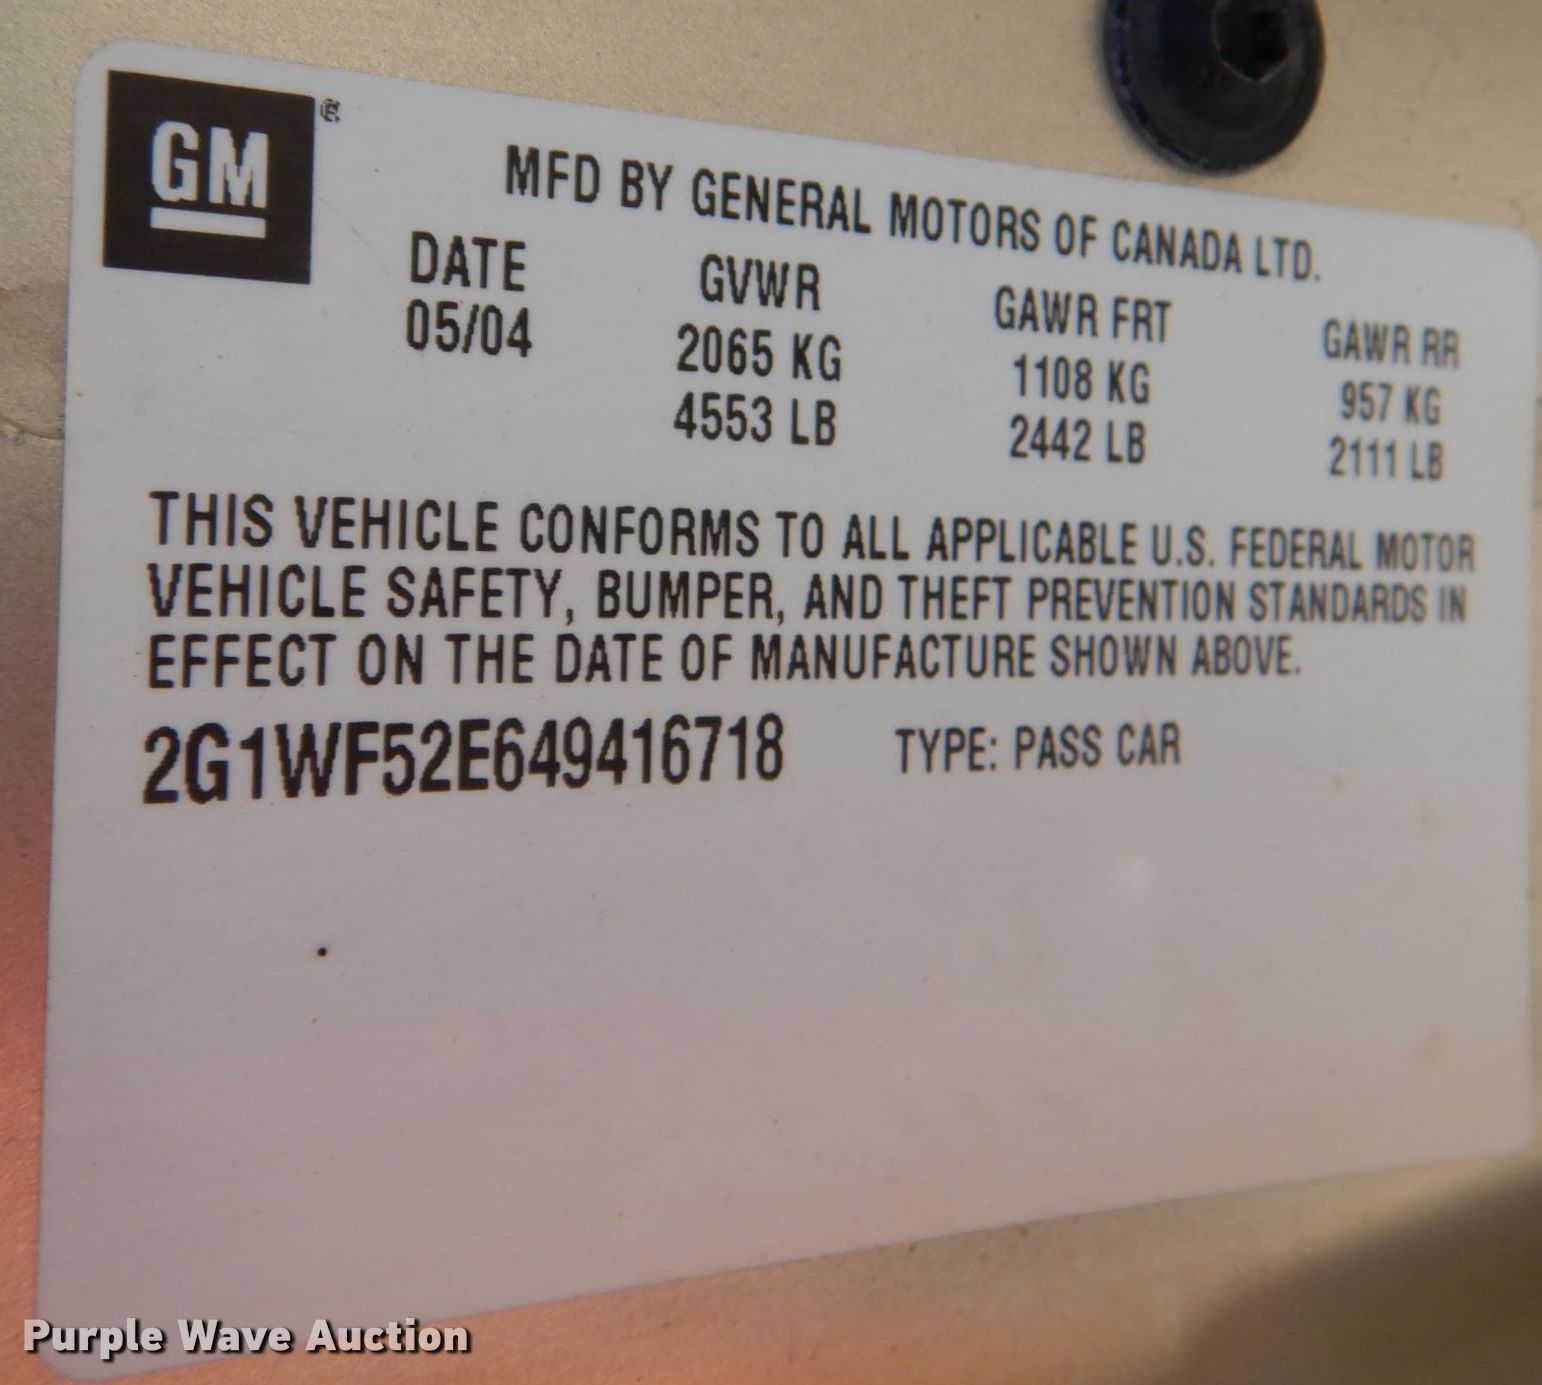 GM
MFD BY GENERAL MOTORS OF CANADA LTD.
DATE GVWR GAWR FRT GAWR RR
05/04 2065 KG 1108 KG 957 KG
4553 LB 2442 LB 2111 LB
THIS VEHICLE CONFORMS TO ALL APPLICABLE U.S. FEDERAL MOTOR
VEHICLE SAFETY, BUMPER, AND THEFT PREVENTION STANDARDS IN
EFFECT ON THE DATE OF MANUFACTURE SHOWN ABOVE.
2G1WF52E649416718 TYPE: PASS CAR
Purple Wave Auction